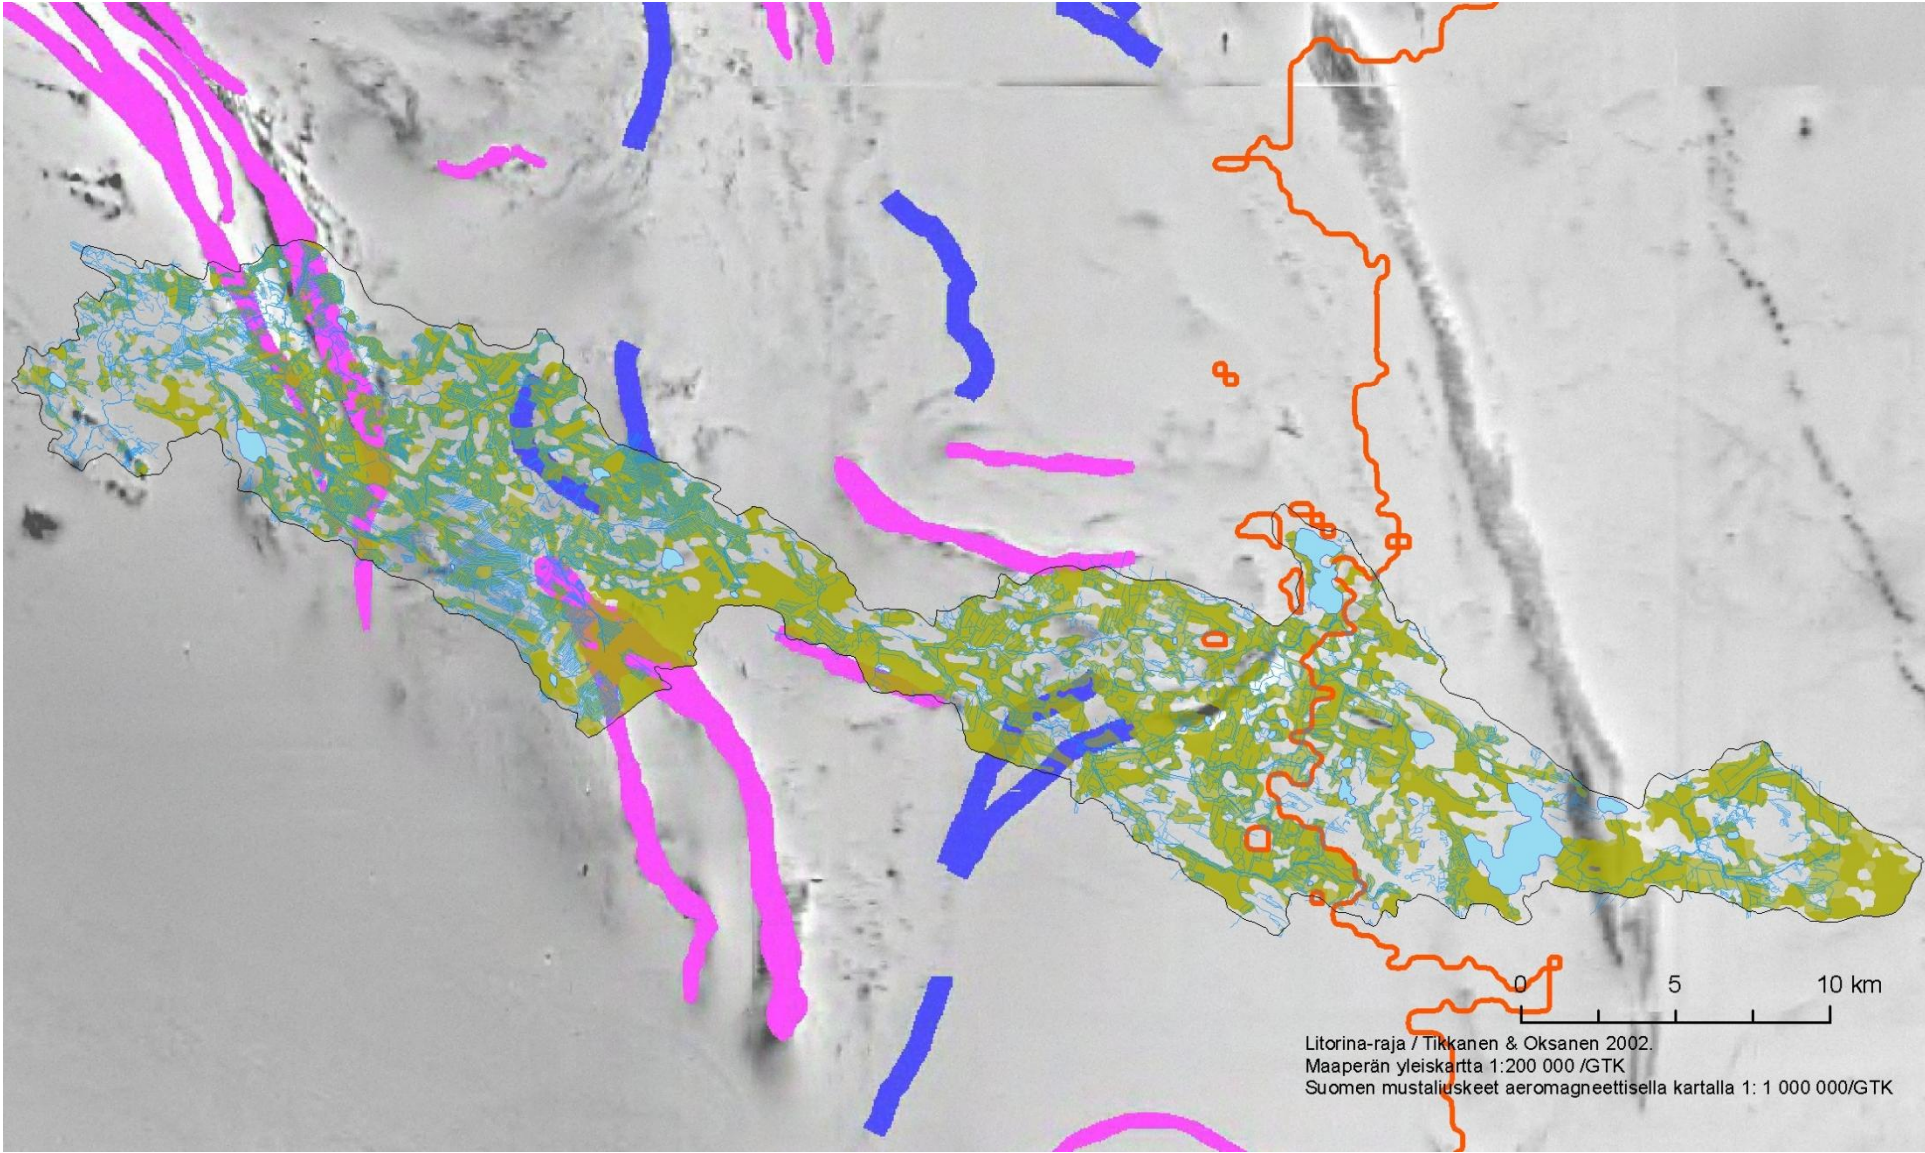 0 5 10 km
Litorina-raja / Tikkanen & Oksanen 2002.
Maaperän yleiskartta 1:200 000 /GTK
Suomen mustaliuskeet aeromagneettisella kartalla 1: 1 000 000/GTK